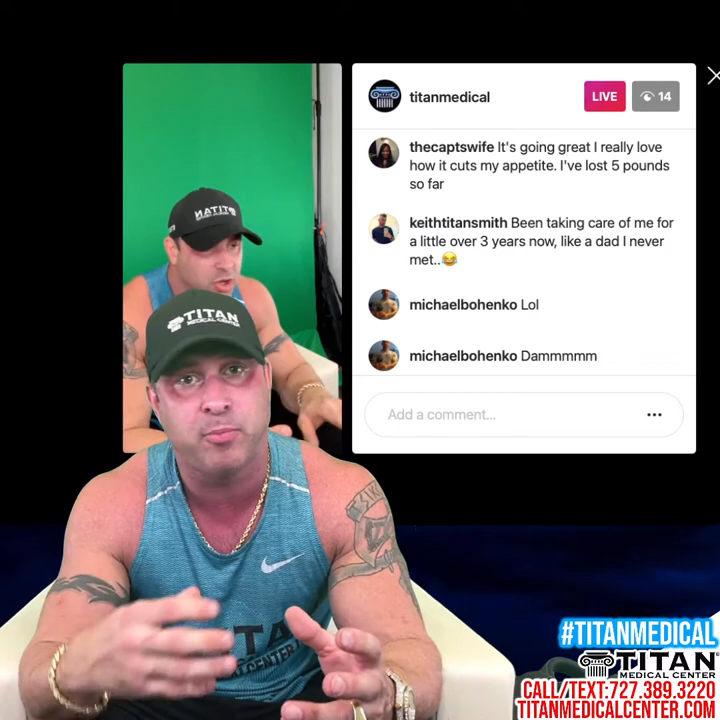 titanmedical
LIVE
14
thecaptswife It's going great I really love
how it cuts my appetite. I've lost 5 pounds
so far
keithtitansmith Been taking care of me for
a little over 3 years now, like a dad I never
met..😂
michaelbohenko Lol
michaelbohenko Dammmmm
Add a comment...
TITAN
TITAN
MEDICAL CENTER
#TITANMEDICAL
TITAN
MEDICAL CENTER
CALL/TEXT:727.389.3220
TITANMEDICALCENTER.COM